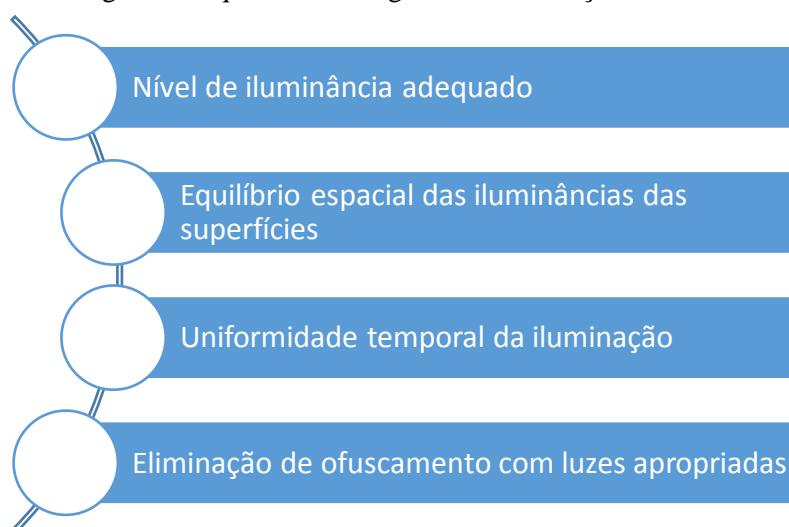 Nível de iluminância adequado
Equilíbrio espacial das iluminâncias das
superfícies
Uniformidade temporal da iluminação
Eliminação de ofuscamento com luzes apropriadas